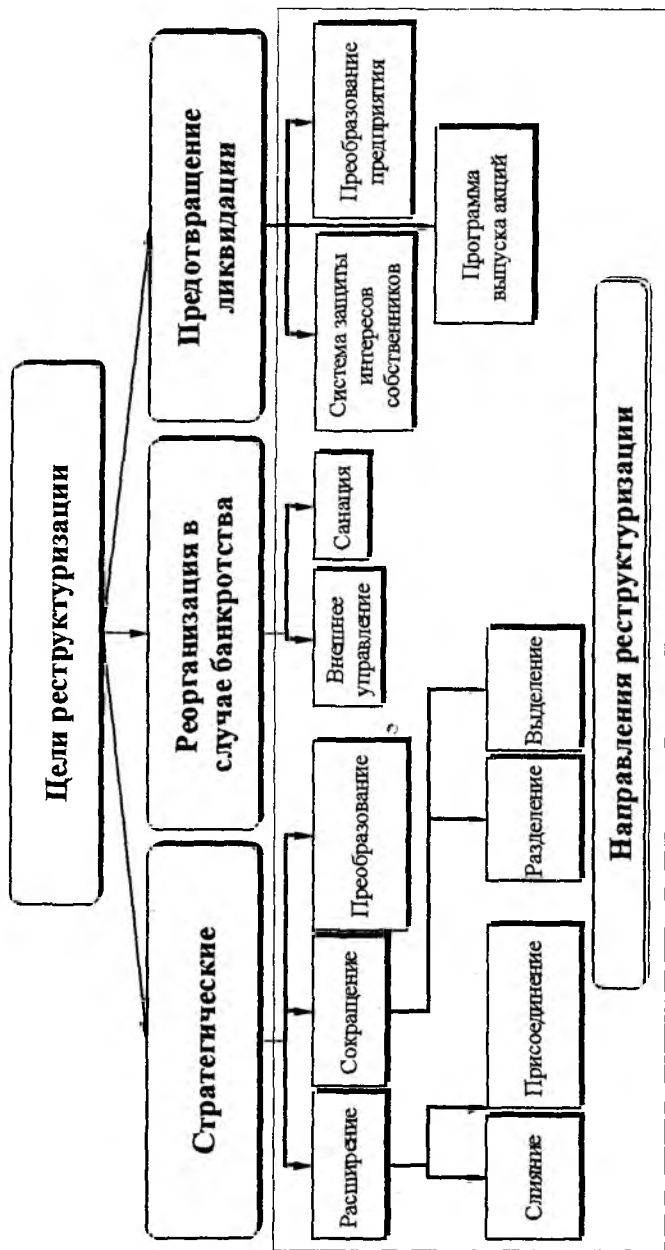 Цели реструктуризации
Стратегические
Реорганизация в
случае банкротства
Предотвращение
ликвидации
Расширение
Сокращение
Преобразование
Внешнее
управление
Санация
Система защиты
интересов
собственников
Преобразование
предприятия
Слияние
Присоединение
Разделение
Выделение
Программа
выпуска акций
Направления реструктуризации